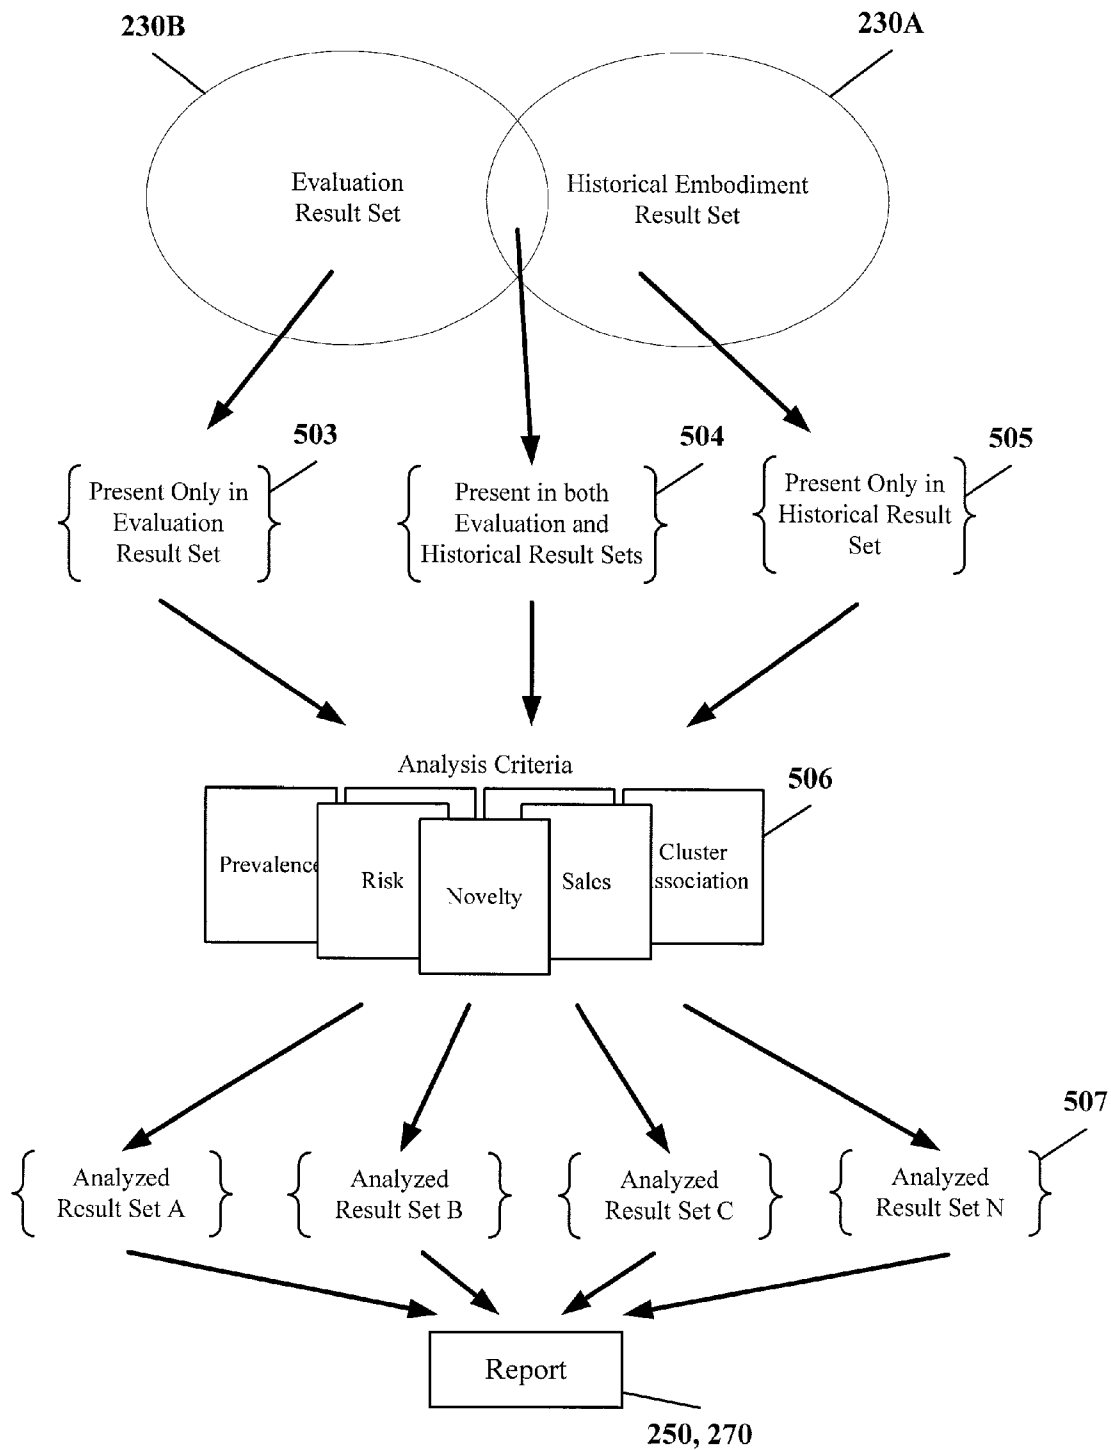 230B
230A
Evaluation
Result Set
Historical Embodiment
Result Set
503
504
505
Present Only in
Evaluation
Result Set
Present in both
Evaluation and
Historical Result Sets
Present Only in
Historical Result
Set
Analysis Criteria
506
Prevalence
Risk
Novelty
Sales
Cluster
ssociation
507
Analyzed
Result Set A
Analyzed
Result Set B
Analyzed
Result Set C
Analyzed
Result Set N
Report
250, 270